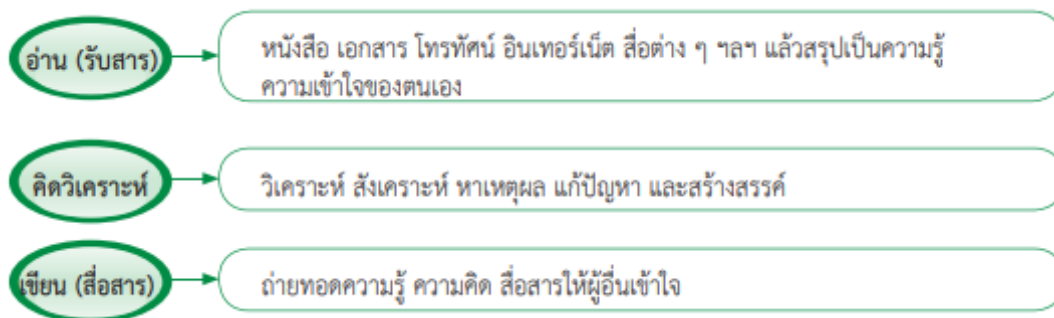 อ่าน (รับสาร)
หนังสือ เอกสาร โทรทัศน์ อินเทอร์เน็ต สื่อต่าง ๆ ฯลฯ แล้วสรุปเป็นความรู้
ความเข้าใจของตนเอง
คิดวิเคราะห์
วิเคราะห์ สังเคราะห์ หาเหตุผล แก้ปัญหา และสร้างสรรค์
เขียน (สื่อสาร)
ถ่ายทอดความรู้ ความคิด สื่อสารให้ผู้อื่นเข้าใจ